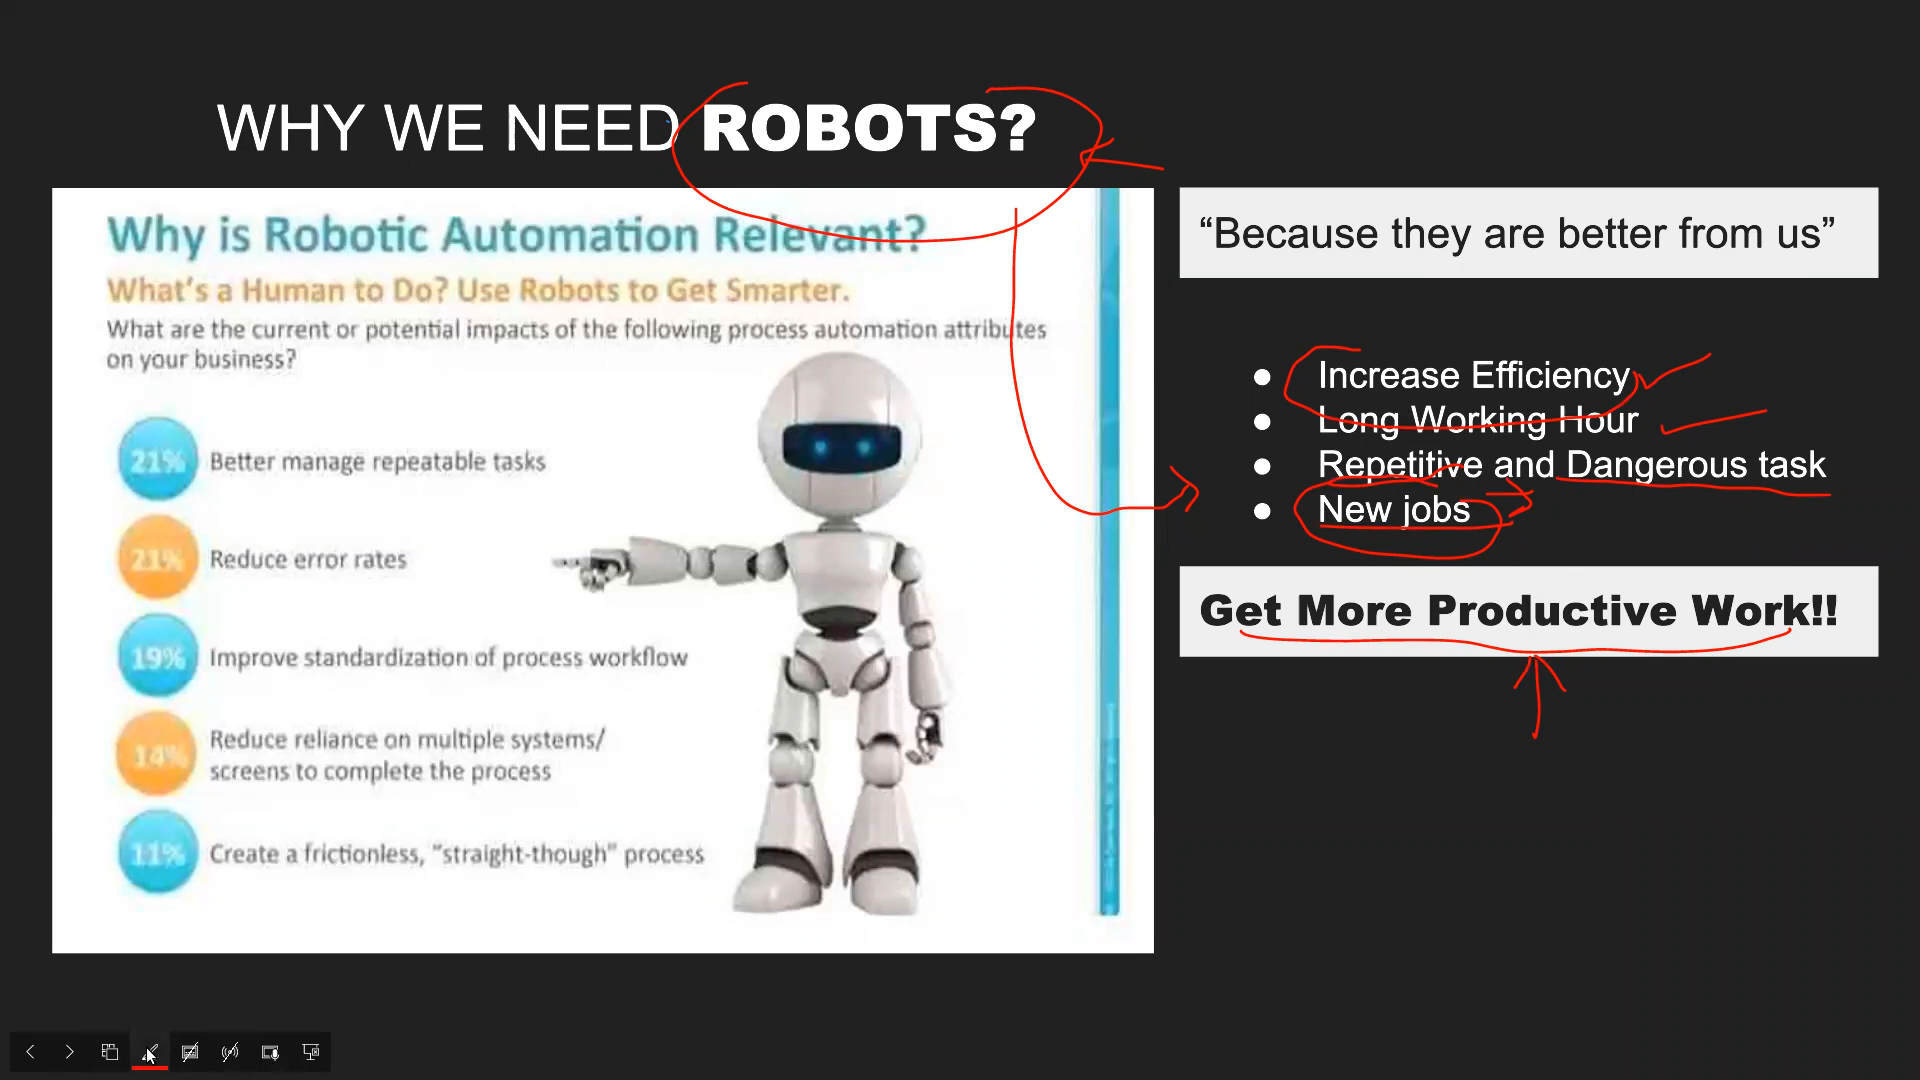 WHY WE NEED ROBOTS?
Why is Robotic Automation Relevant?
What's a Human to Do? Use Robots to Get Smarter.
What are the current or potential impacts of the following process automation attributes
on your business?
21% Better manage repeatable tasks
21% Reduce error rates
19% Improve standardization of process workflow
14% Reduce reliance on multiple systems/
screens to complete the process
11% Create a frictionless, "straight-though" process
“Because they are better from us”
● Increase Efficiency
● Long Working Hour
● Repetitive and Dangerous task
● New jobs
Get More Productive Work!!